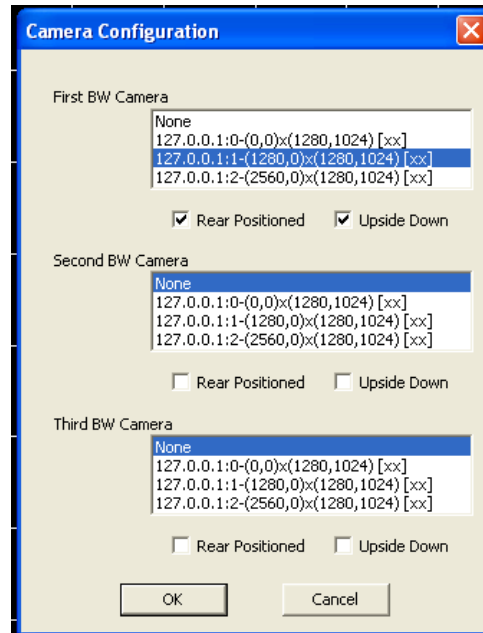 Camera Configuration
First BW Camera
None
127.0.0.1:0-(0,0)x(1280,1024) [xx]
127.0.0.1:1-(1280,0)x(1280,1024) [xx]
127.0.0.1:2-(2560,0)x(1280,1024) [xx]
Rear Positioned Upside Down
Second BW Camera
None
127.0.0.1:0-(0,0)x(1280,1024) [xx]
127.0.0.1:1-(1280,0)x(1280,1024) [xx]
127.0.0.1:2-(2560,0)x(1280,1024) [xx]
Rear Positioned Upside Down
Third BW Camera
None
127.0.0.1:0-(0,0)x(1280,1024) [xx]
127.0.0.1:1-(1280,0)x(1280,1024) [xx]
127.0.0.1:2-(2560,0)x(1280,1024) [xx]
Rear Positioned Upside Down
OK Cancel